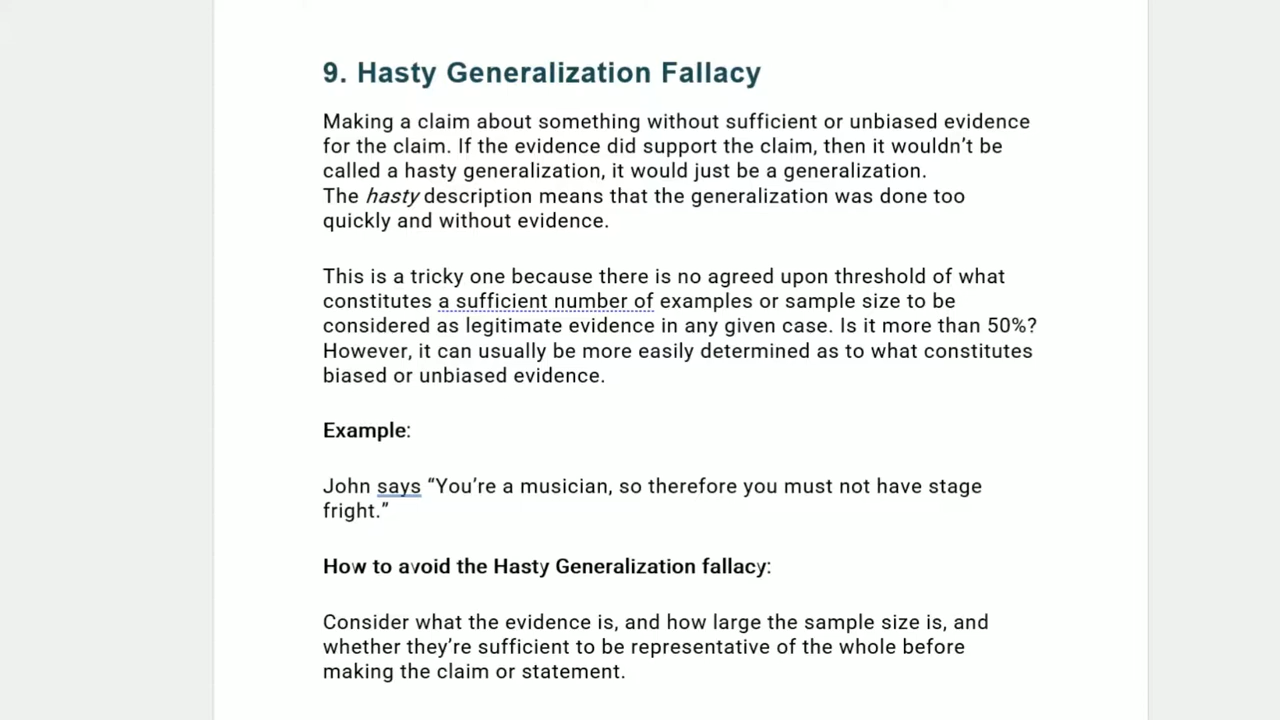 9. Hasty Generalization Fallacy
Making a claim about something without sufficient or unbiased evidence
for the claim. If the evidence did support the claim, then it wouldn’t be
called a hasty generalization, it would just be a generalization.
The hasty description means that the generalization was done too
quickly and without evidence.
This is a tricky one because there is no agreed upon threshold of what
constitutes a sufficient number of examples or sample size to be
considered as legitimate evidence in any given case. Is it more than 50%?
However, it can usually be more easily determined as to what constitutes
biased or unbiased evidence.
Example:
John says “You’re a musician, so therefore you must not have stage
fright.”
How to avoid the Hasty Generalization fallacy:
Consider what the evidence is, and how large the sample size is, and
whether they’re sufficient to be representative of the whole before
making the claim or statement.